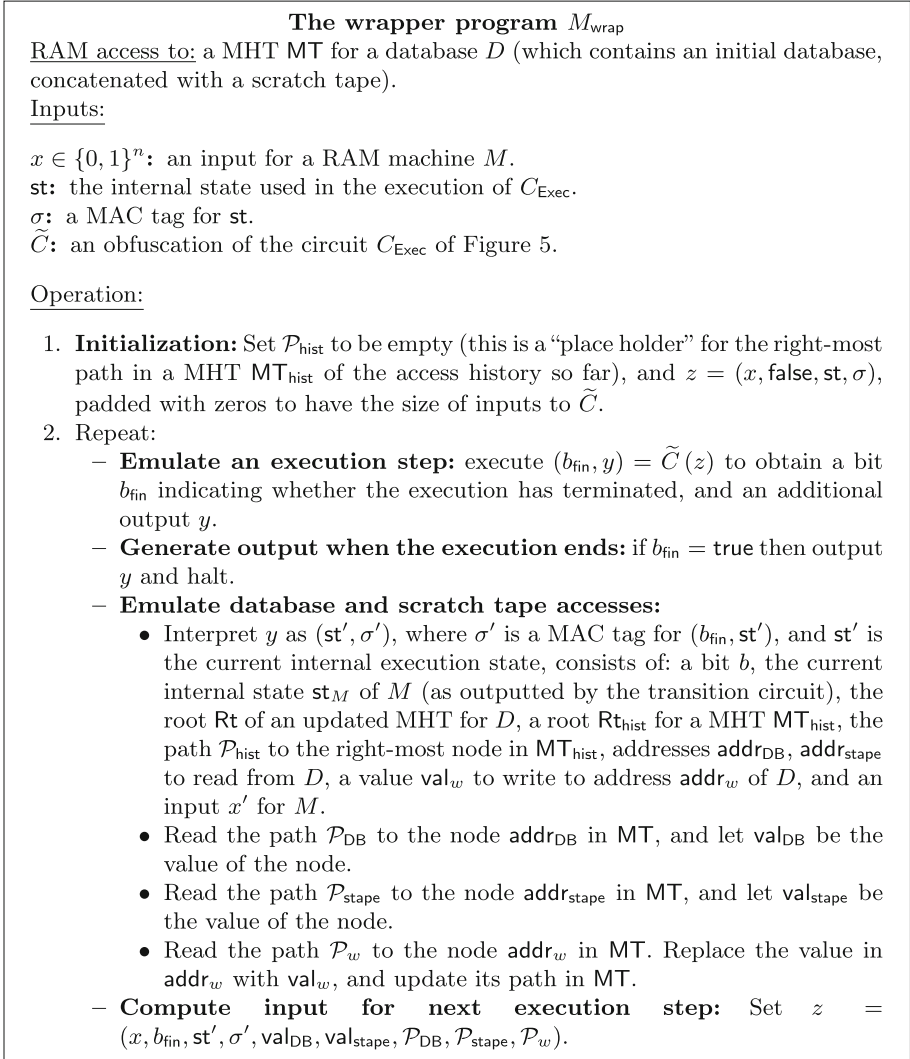 The wrapper program M_wrap
RAM access to: a MHT MT for a database D (which contains an initial database,
concatenated with a scratch tape).
Inputs:
x ∈ {0, 1}^n: an input for a RAM machine M.
st: the internal state used in the execution of C_Exec.
σ: a MAC tag for st.
C̃: an obfuscation of the circuit C_Exec of Figure 5.
Operation:
1. Initialization: Set P_hist to be empty (this is a “place holder” for the right-most
path in a MHT MT_hist of the access history so far), and z = (x, false, st, σ),
padded with zeros to have the size of inputs to C̃.
2. Repeat:
– Emulate an execution step: execute (b_fin, y) = C̃ (z) to obtain a bit
b_fin indicating whether the execution has terminated, and an additional
output y.
– Generate output when the execution ends: if b_fin = true then output
y and halt.
– Emulate database and scratch tape accesses:
• Interpret y as (st′, σ′), where σ′ is a MAC tag for (b_fin, st′), and st′ is
the current internal execution state, consists of: a bit b, the current
internal state st_M of M (as outputted by the transition circuit), the
root Rt of an updated MHT for D, a root Rt_hist for a MHT MT_hist, the
path P_hist to the right-most node in MT_hist, addresses addr_DB, addr_stape
to read from D, a value val_w to write to address addr_w of D, and an
input x′ for M.
• Read the path P_DB to the node addr_DB in MT, and let val_DB be the
value of the node.
• Read the path P_stape to the node addr_stape in MT, and let val_stape be
the value of the node.
• Read the path P_w to the node addr_w in MT. Replace the value in
addr_w with val_w, and update its path in MT.
– Compute input for next execution step: Set z =
(x, b_fin, st′, σ′, val_DB, val_stape, P_DB, P_stape, P_w).